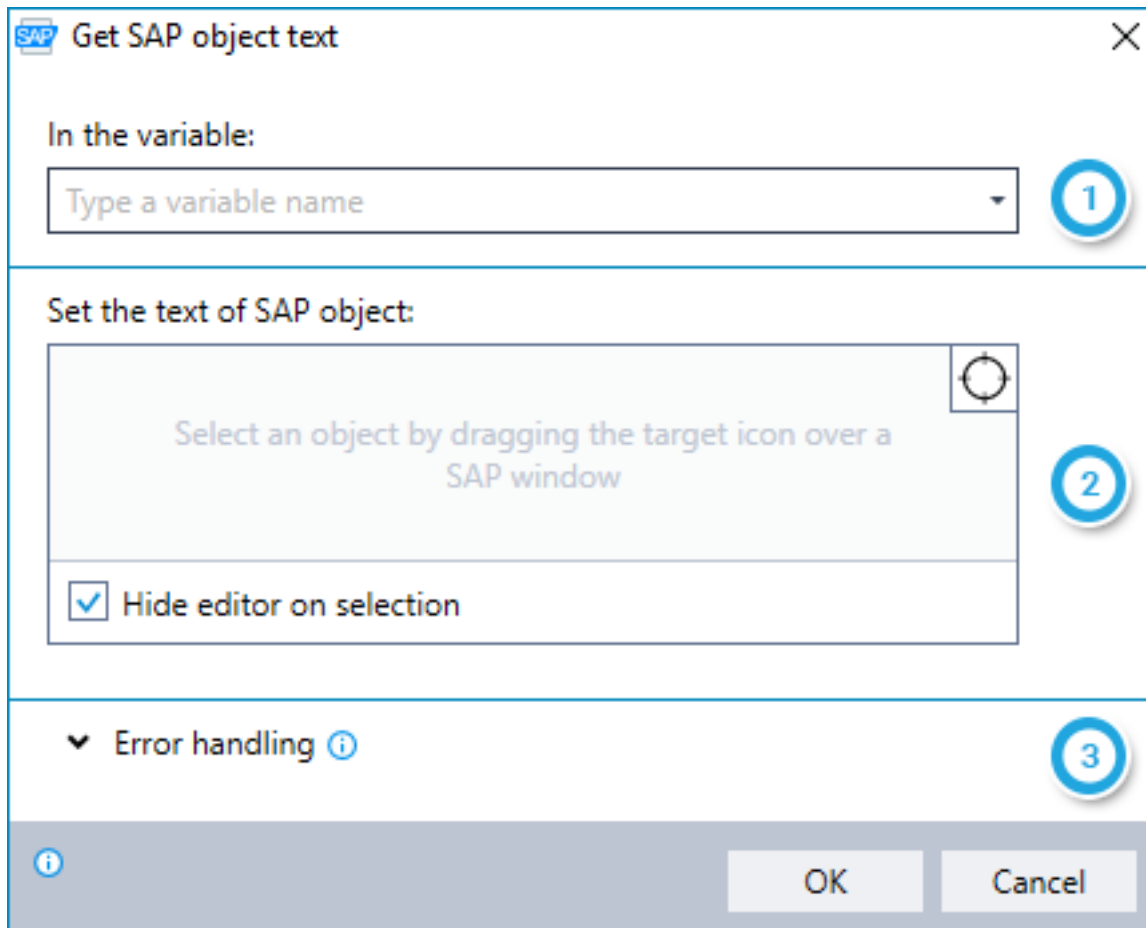 SAP Get SAP object text
In the variable:
Type a variable name
1
Set the text of SAP object:
Select an object by dragging the target icon over a
SAP window
2
Hide editor on selection
Error handling
3
OK Cancel